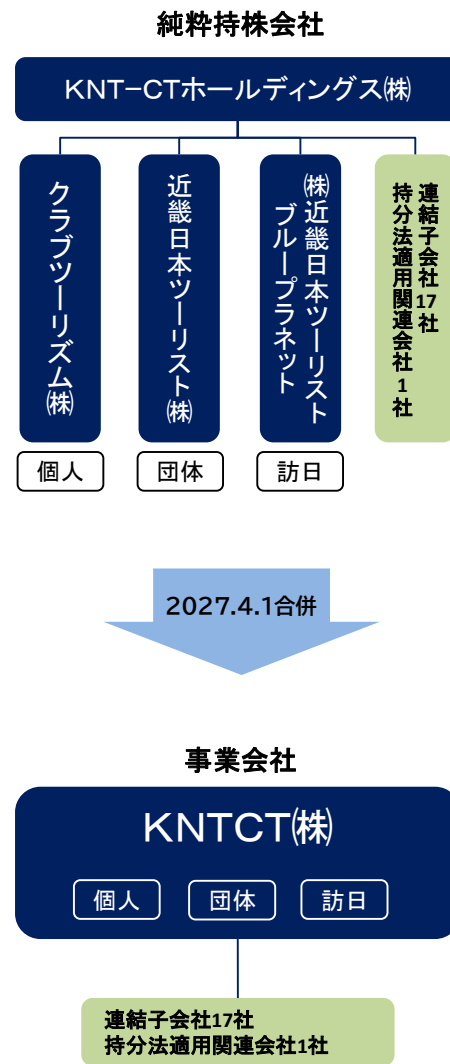 純粋持株会社
KNT-CTホールディングス㈱
クラブツーリズム㈱
近畿日本ツーリスト㈱
㈱近畿日本ツーリスト
ブループラネット
連結子会社17社
持分法適用関連会社1社
個人
団体
訪日
2027.4.1合併
事業会社
KNTCT㈱
個人
団体
訪日
連結子会社17社
持分法適用関連会社1社